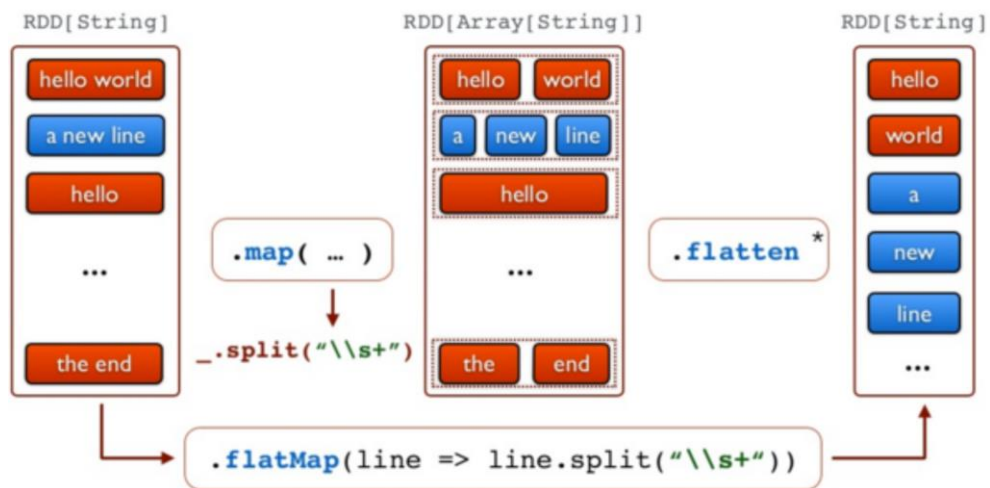 RDD[String]
hello world
a new line
hello
...
the end
.map( … )
_.split(“\\s+”)
RDD[Array[String]]
hello world
a new line
hello
...
the end
.flatten *
RDD[String]
hello
world
a
new
line
...
.flatMap(line => line.split(“\\s+“))